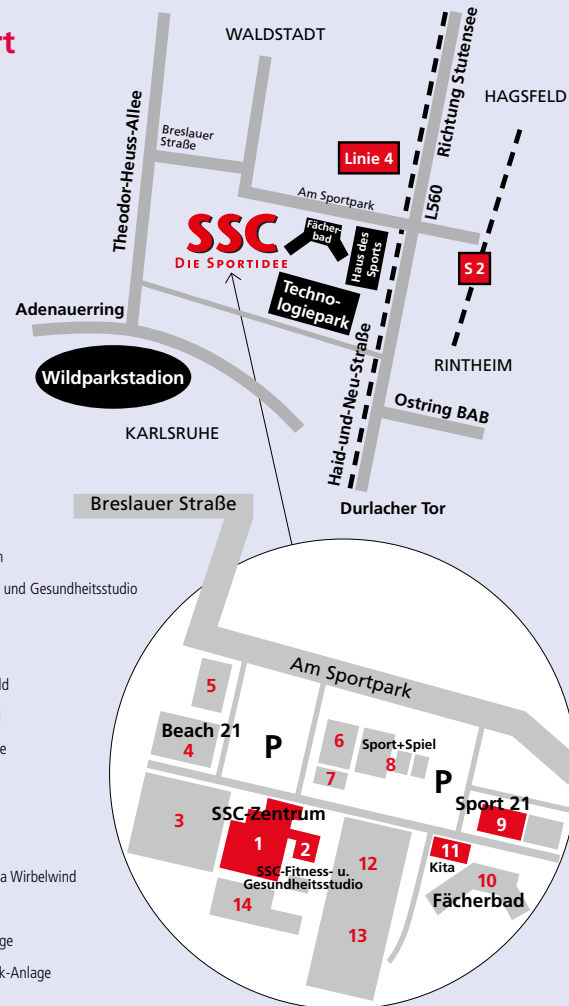 rt
WALDSTADT
HAGSFELD
Richtung Stutensee
Theodor-Heuss-Allee
Breslauer
Straße
Linie 4
Am Sportpark
L560
SSC
DIE SPORTIDEE
Fächer-
bad
Haus des
Sports
S 2
Techno-
logiepark
Adenauerring
Wildparkstadion
RINTHEIM
Haid-und-Neu-Straße
Ostring BAB
KARLSRUHE
Durlacher Tor
Breslauer Straße
n
und Gesundheitsstudio
ld
e
a Wirbelwind
ge
k-Anlage
Am Sportpark
5
Beach 21
4
P
6
Sport+Spiel
8
7
P
Sport 21
9
3
SSC-Zentrum
1
2
SSC-Fitness- u.
Gesundheitsstudio
12
11
Kita
10
Fächerbad
14
13